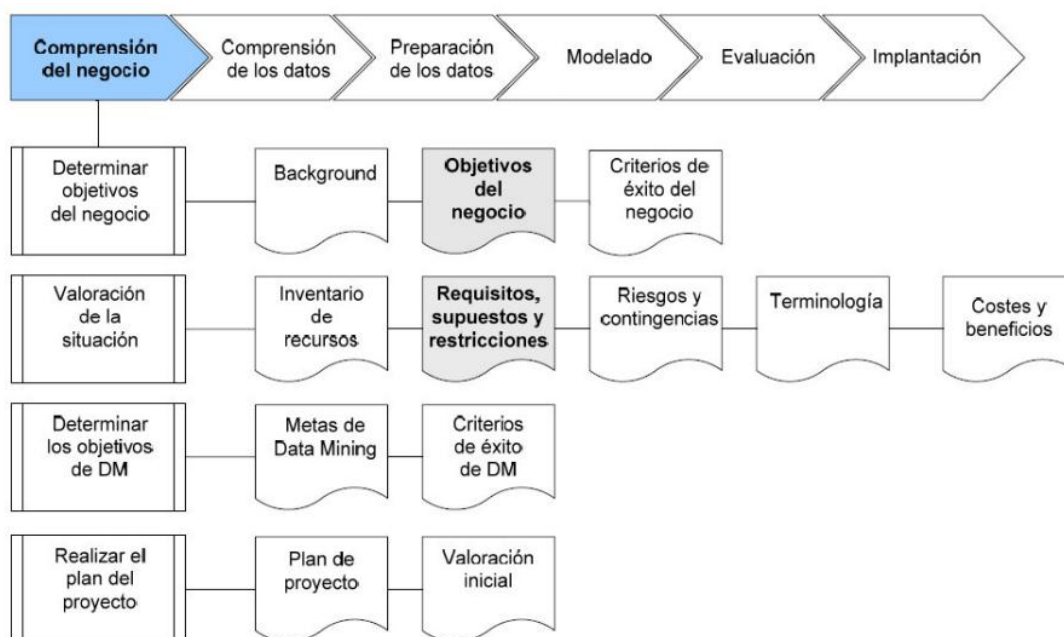 Comprensión
del negocio
Comprensión
de los datos
Preparación
de los datos
Modelado
Evaluación
Implantación
Determinar
objetivos
del negocio
Background
Objetivos
del
negocio
Criterios de
éxito del
negocio
Valoración
de la
situación
Inventario
de
recursos
Requisitos,
supuestos y
restricciones
Riesgos y
contingencias
Terminología
Costes y
beneficios
Determinar
los objetivos
de DM
Metas de
Data Mining
Criterios
de éxito
de DM
Realizar el
plan del
proyecto
Plan de
proyecto
Valoración
inicial